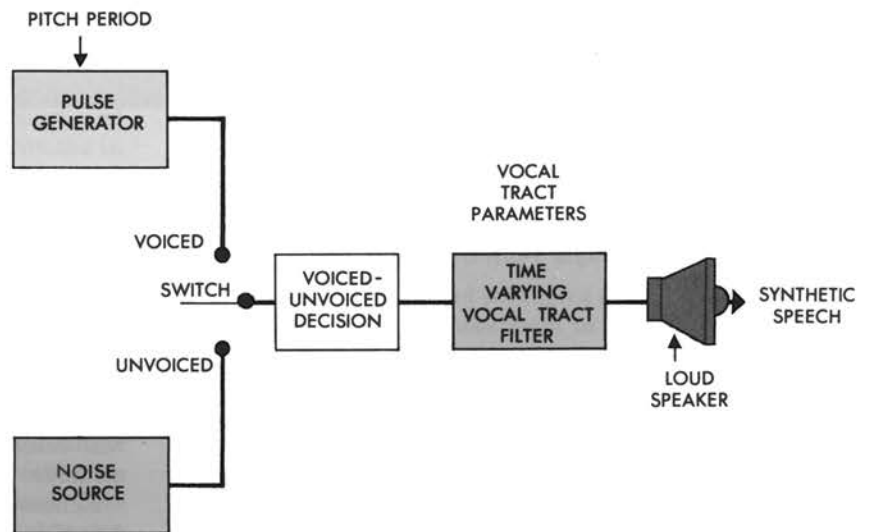 PITCH PERIOD
PULSE
GENERATOR
VOICED
SWITCH
UNVOICED
NOISE
SOURCE
VOICED-
UNVOICED
DECISION
VOCAL
TRACT
PARAMETERS
TIME
VARYING
VOCAL TRACT
FILTER
LOUD
SPEAKER
SYNTHETIC
SPEECH